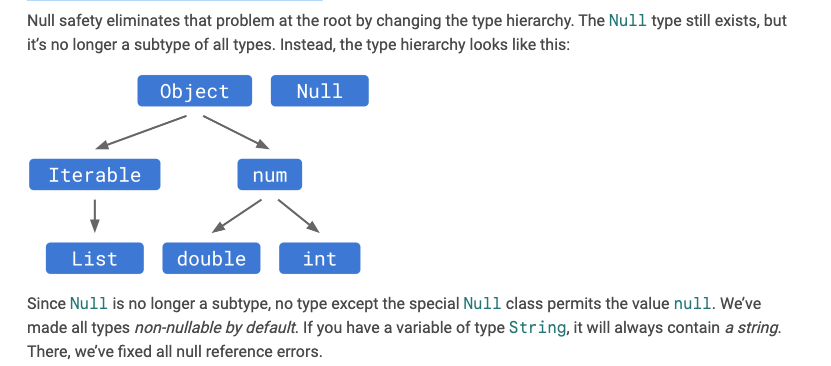 Null safety eliminates that problem at the root by changing the type hierarchy. The Null type still exists, but
it’s no longer a subtype of all types. Instead, the type hierarchy looks like this:
Object Null
Iterable num
List double int
Since Null is no longer a subtype, no type except the special Null class permits the value null. We’ve
made all types non-nullable by default. If you have a variable of type String, it will always contain a string.
There, we’ve fixed all null reference errors.